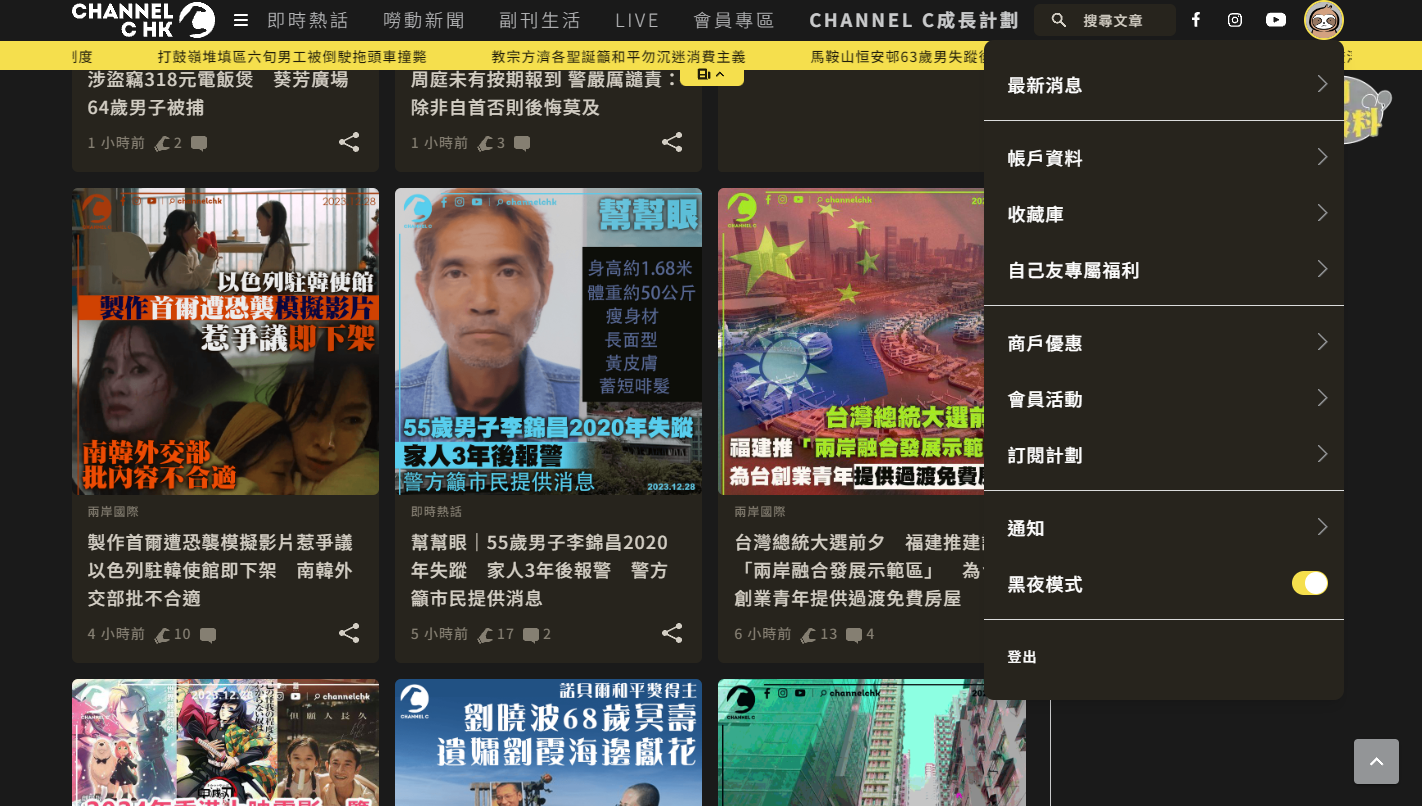 CHANNEL
C HK
即時熱話
嘮動新聞
副刊生活
LIVE
會員專區
CHANNEL C成長計劃
搜尋文章
打鼓嶺堆填區六旬男工被倒駛拖頭車撞斃
教宗方濟各聖誕籲和平勿沉迷消費主義
馬鞍山恒安邨63歲男失蹤
涉盜竊318元電飯煲　葵芳廣場
64歲男子被捕
1 小時前
2
周庭未有按期報到 警嚴厲譴責：
除非自首否則後悔莫及
1 小時前
3
channelchk
2023.12.28
以色列駐韓使館
製作首爾遭恐襲模擬影片
惹爭議即下架
南韓外交部
批內容不合適
兩岸國際
製作首爾遭恐襲模擬影片惹爭議
以色列駐韓使館即下架　南韓外
交部批不合適
4 小時前
10
CHANNEL C
channelchk
幫幫眼
身高約1.68米
體重約50公斤
瘦身材
長面型
黃皮膚
蓄短啡髮
55歲男子李錦昌2020年失蹤
家人3年後報警
警方籲市民提供消息
2023.12.28
即時熱話
幫幫眼｜55歲男子李錦昌2020
年失蹤　家人3年後報警　警方
籲市民提供消息
5 小時前
17
2
CHANNEL C
channelchk
台灣總統大選前
福建推「兩岸融合發展示範
為台創業青年提供過渡免費
兩岸國際
台灣總統大選前夕　福建推建
「兩岸融合發展示範區」　為
創業青年提供過渡免費房屋
6 小時前
13
4
CHANNEL C
2023.12.28
channelchk
但願人長久
CHANNEL C
諾貝爾和平獎得主
劉曉波68歲冥壽
遺孀劉霞海邊獻花
CHANNEL C
channelchk
最新消息
帳戶資料
收藏庫
自己友專屬福利
商戶優惠
會員活動
訂閱計劃
通知
黑夜模式
登出